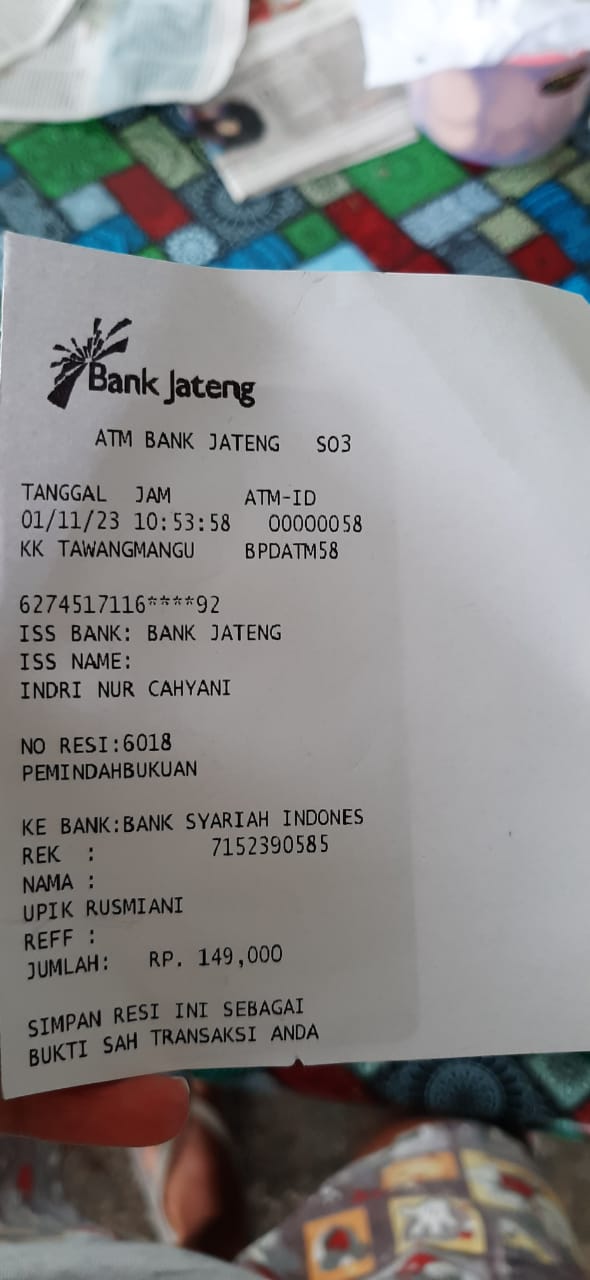 Bank Jateng
ATM BANK JATENG SO3
TANGGAL JAM ATM-ID
01/11/23 10:53:58 00000058
KK TAWANGMANGU BPDATM58
6274517116****92
ISS BANK: BANK JATENG
ISS NAME:
INDRI NUR CAHYANI
NO RESI:6018
PEMINDAHBUKUAN
KE BANK:BANK SYARIAH INDONES
REK : 7152390585
NAMA :
UPIK RUSMIANI
REFF :
JUMLAH: RP. 149,000
SIMPAN RESI INI SEBAGAI
BUKTI SAH TRANSAKSI ANDA